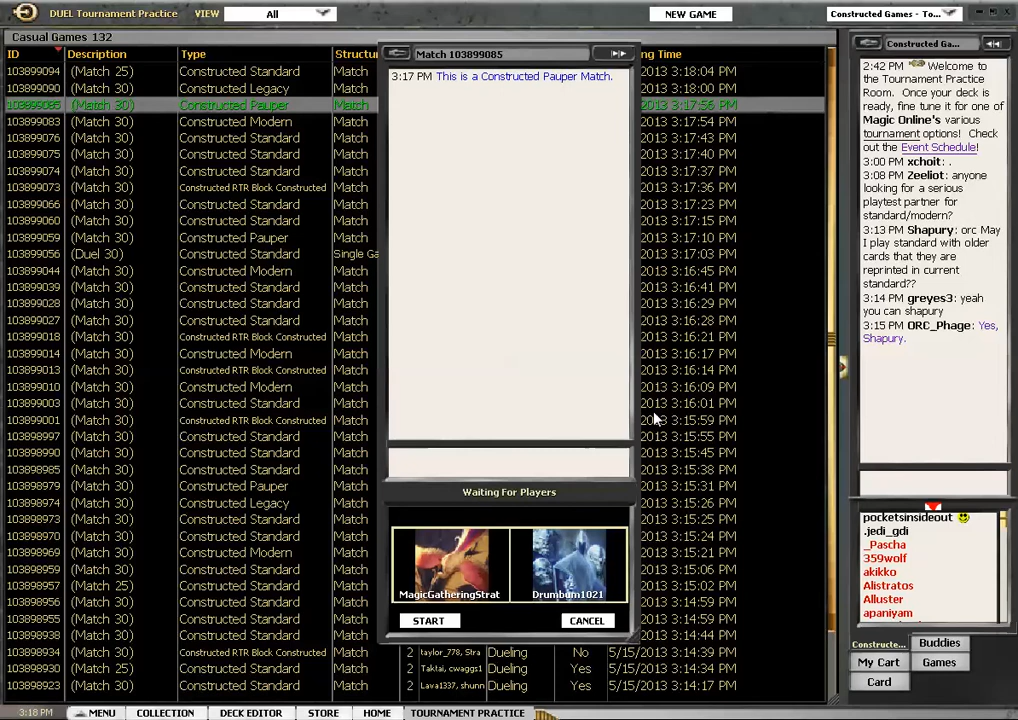 DUEL Tournament Practice VIEW All NEW GAME Constructed Games - To...
Casual Games 132
ID Description Type Structu ng Time
103899094 (Match 25) Constructed Standard Match 2013 3:18:04 PM
103899090 (Match 30) Constructed Legacy Match 2013 3:18:00 PM
103899085 (Match 30) Constructed Pauper Match 2013 3:17:56 PM
103899083 (Match 30) Constructed Modern Match 2013 3:17:54 PM
103899076 (Match 30) Constructed Standard Match 2013 3:17:43 PM
103899075 (Match 30) Constructed Standard Match 2013 3:17:40 PM
103899074 (Match 30) Constructed Standard Match 2013 3:17:37 PM
103899073 (Match 30) Constructed RTR Block Constructed Match 2013 3:17:36 PM
103899066 (Match 30) Constructed Standard Match 2013 3:17:23 PM
103899060 (Match 30) Constructed Standard Match 2013 3:17:15 PM
103899059 (Match 30) Constructed Pauper Match 2013 3:17:10 PM
103899056 (Duel 30) Constructed Standard Single Ga 2013 3:17:03 PM
103899044 (Match 30) Constructed Modern Match 2013 3:16:45 PM
103899039 (Match 30) Constructed Standard Match 2013 3:16:41 PM
103899028 (Match 30) Constructed Standard Match 2013 3:16:29 PM
103899027 (Match 30) Constructed Standard Match 2013 3:16:28 PM
103899018 (Match 30) Constructed RTR Block Constructed Match 2013 3:16:21 PM
103899014 (Match 30) Constructed Modern Match 2013 3:16:17 PM
103899013 (Match 30) Constructed RTR Block Constructed Match 2013 3:16:14 PM
103899010 (Match 30) Constructed Modern Match 2013 3:16:09 PM
103899003 (Match 30) Constructed Standard Match 2013 3:16:01 PM
103899001 (Match 30) Constructed RTR Block Constructed Match 2013 3:15:59 PM
103898997 (Match 30) Constructed Standard Match 2013 3:15:55 PM
103898990 (Match 30) Constructed Standard Match 2013 3:15:45 PM
103898985 (Match 30) Constructed Standard Match 2013 3:15:38 PM
103898979 (Match 30) Constructed Pauper Match 2013 3:15:31 PM
103898974 (Match 30) Constructed Legacy Match 2013 3:15:26 PM
103898973 (Match 30) Constructed Standard Match 2013 3:15:25 PM
103898970 (Match 30) Constructed Standard Match 2013 3:15:24 PM
103898969 (Match 30) Constructed Modern Match 2013 3:15:21 PM
103898959 (Match 30) Constructed Standard Match 2013 3:15:06 PM
103898957 (Match 25) Constructed Standard Match 2013 3:15:02 PM
103898956 (Match 30) Constructed Standard Match 2013 3:14:59 PM
103898955 (Match 30) Constructed Standard Match 2013 3:14:59 PM
103898938 (Match 30) Constructed Standard Match 2013 3:14:44 PM
103898934 (Match 30) Constructed RTR Block Constructed Match 2 taylor_778, Stra Dueling No 5/15/2013 3:14:39 PM
103898930 (Match 25) Constructed Standard Match 2 Taktai, cwaggs1 Dueling Yes 5/15/2013 3:14:34 PM
103898923 (Match 30) Constructed Standard Match 2 Lava1337, shunn Dueling Yes 5/15/2013 3:14:17 PM
Match 103899085
3:17 PM This is a Constructed Pauper Match.
Waiting For Players
MagicGatheringStrat Drumbum1021
START CANCEL
Constructed Ga...
2:42 PM Welcome to
the Tournament Practice
Room. Once your deck is
ready, fine tune it for one of
Magic Online's various
tournament options! Check
out the Event Schedule!
3:00 PM xchoit: .
3:08 PM Zeeliot: anyone
looking for a serious
playtest partner for
standard/modern?
3:13 PM Shapury: orc May
I play standard with older
cards that they are
reprinted in current
standard??
3:14 PM greyes3: yeah
you can shapury
3:15 PM ORC_Phage: Yes,
Shapury.
pocketsinsideout
.jedi_gdi
_Pascha
359wolf
akikko
Alistratos
Alluster
apaniyam
Constructe... Buddies
My Cart Games
Card
3:18 PM MENU COLLECTION DECK EDITOR STORE HOME TOURNAMENT PRACTICE